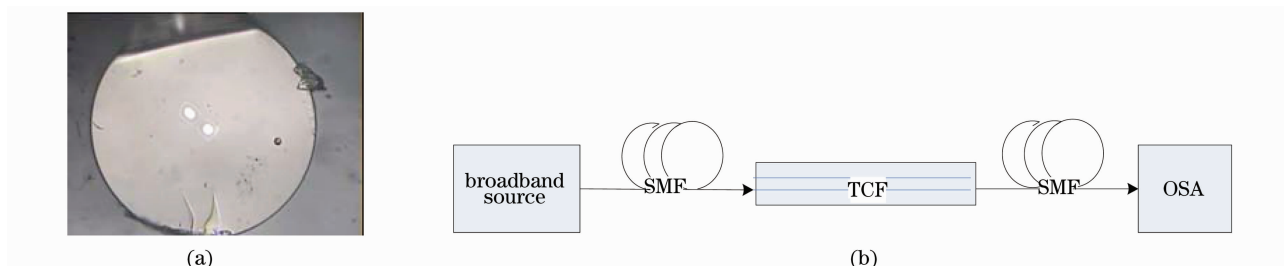 broadband
source
SMF
TCF
SMF
OSA
(a)
(b)